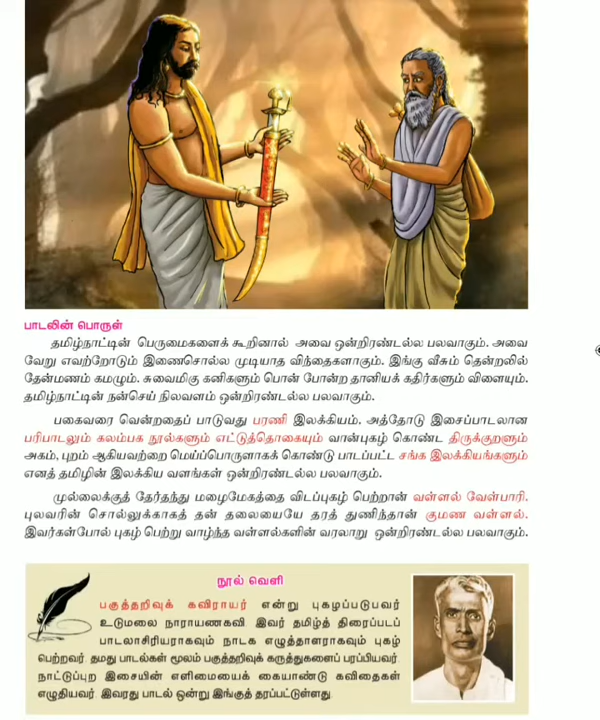 பாடலின் பொருள்
தமிழ்நாட்டின் பெருமைகளைக் கூறினால் அவை ஒன்றிரண்டல்ல பலவாகும். அவை
வேறு எவற்றோடும் இணைசொல்ல முடியாத விந்தைகளாகும். இங்கு வீசும் தென்றலில்
தேன்மணம் கமழும். சுவைமிகு கனிகளும் பொன் போன்ற தானியக் கதிர்களும் விளையும்.
தமிழ்நாட்டின் நன்செய் நிலவளம் ஒன்றிரண்டல்ல பலவாகும்.
பகைவரை வென்றதைப் பாடுவது பரணி இலக்கியம். அத்தோடு இசைப்பாடலான
பரிபாடலும் கலம்பக நூல்களும் எட்டுத்தொகையும் வான்புகழ் கொண்ட திருக்குறளும்
அகம், புறம் ஆகியவற்றை மெய்ப்பொருளாகக் கொண்டு பாடப்பட்ட சங்க இலக்கியங்களும்
எனத் தமிழின் இலக்கிய வளங்கள் ஒன்றிரண்டல்ல பலவாகும்.
முல்லைக்குத் தேர்தந்து மழைமேகத்தை விடப்புகழ் பெற்றான் வள்ளல் வேள்பாரி.
புலவரின் சொல்லுக்காகத் தன் தலையையே தரத் துணிந்தான் குமண வள்ளல்.
இவர்கள்போல் புகழ் பெற்று வாழ்ந்த வள்ளல்களின் வரலாறு ஒன்றிரண்டல்ல பலவாகும்.
நூல் வெளி
பகுத்தறிவுக் கவிராயர் என்று புகழப்படுபவர்
உடுமலை நாராயணகவி இவர் தமிழ்த் திரைப்படப்
பாடலாசிரியராகவும் நாடக எழுத்தாளராகவும் புகழ்
பெற்றவர். தமது பாடல்கள் மூலம் பகுத்தறிவுக் கருத்துகளைப் பரப்பியவர்.
நாட்டுப்புற இசையின் எளிமையைக் கையாண்டு கவிதைகள்
எழுதியவர். இவரது பாடல் ஒன்று இங்குத் தரப்பட்டுள்ளது.